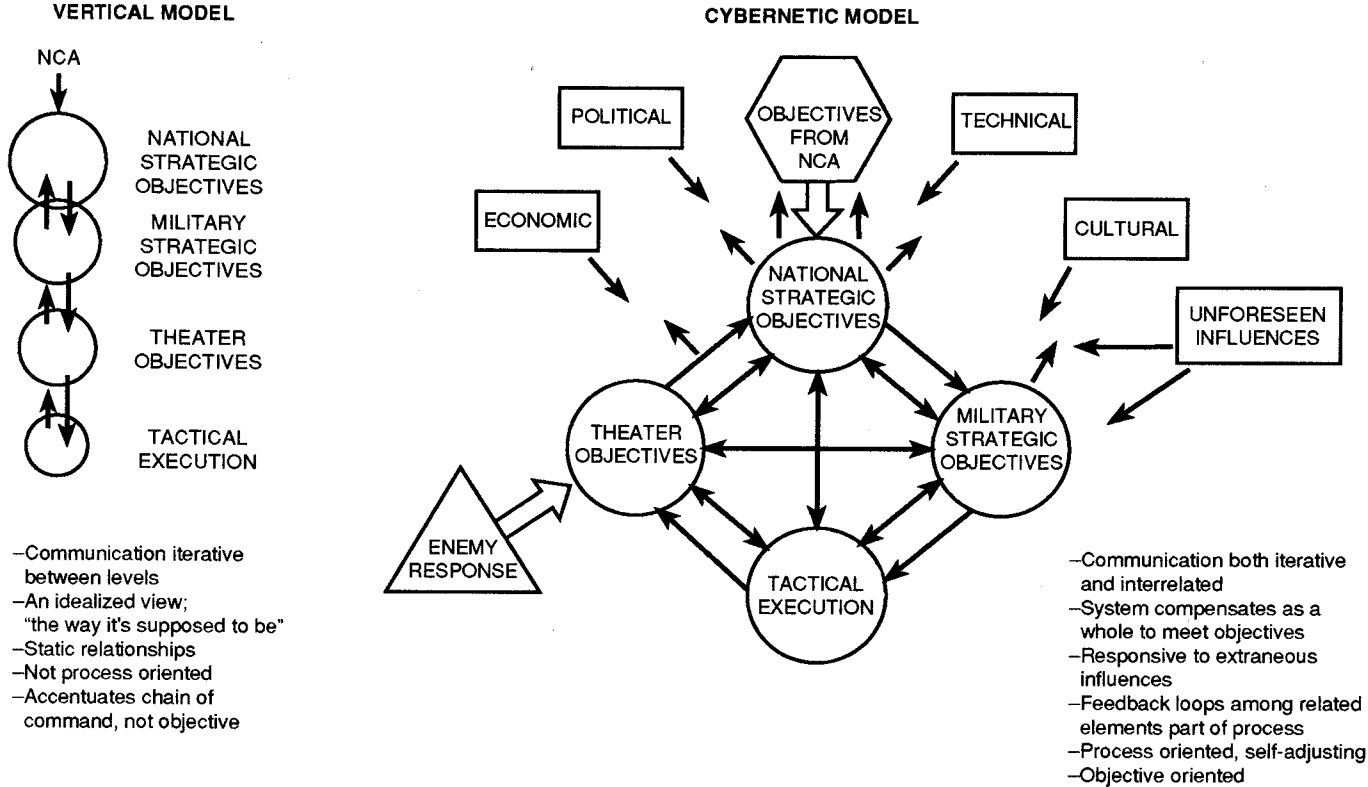 VERTICAL MODEL
NCA
NATIONAL
STRATEGIC
OBJECTIVES
MILITARY
STRATEGIC
OBJECTIVES
THEATER
OBJECTIVES
TACTICAL
EXECUTION
–Communication iterative
between levels
–An idealized view;
"the way it's supposed to be"
–Static relationships
–Not process oriented
–Accentuates chain of
command, not objective
CYBERNETIC MODEL
POLITICAL
OBJECTIVES
FROM
NCA
TECHNICAL
ECONOMIC
CULTURAL
NATIONAL
STRATEGIC
OBJECTIVES
UNFORESEEN
INFLUENCES
THEATER
OBJECTIVES
MILITARY
STRATEGIC
OBJECTIVES
ENEMY
RESPONSE
TACTICAL
EXECUTION
–Communication both iterative
and interrelated
–System compensates as a
whole to meet objectives
–Responsive to extraneous
influences
–Feedback loops among related
elements part of process
–Process oriented, self-adjusting
–Objective oriented